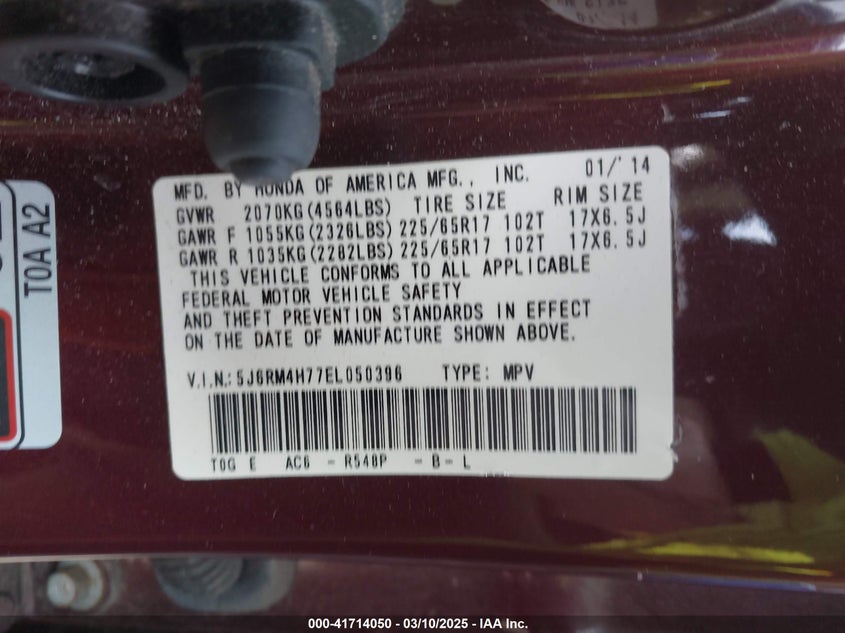 MFD. BY HONDA OF AMERICA MFG., INC. 01/'14
GVWR 2070KG(4564LBS) TIRE SIZE RIM SIZE
GAWR F 1055KG(2326LBS) 225/65R17 102T 17X6.5J
GAWR R 1035KG(2282LBS) 225/65R17 102T 17X6.5J
THIS VEHICLE CONFORMS TO ALL APPLICABLE
FEDERAL MOTOR VEHICLE SAFETY
AND THEFT PREVENTION STANDARDS IN EFFECT
ON THE DATE OF MANUFACTURE SHOWN ABOVE.
V.I.N.: 5J6RM4H77EL050396 TYPE: MPV
T0G E AC6 - R548P - B - L
T0A A2
000-41714050 - 03/10/2025 - IAA Inc.